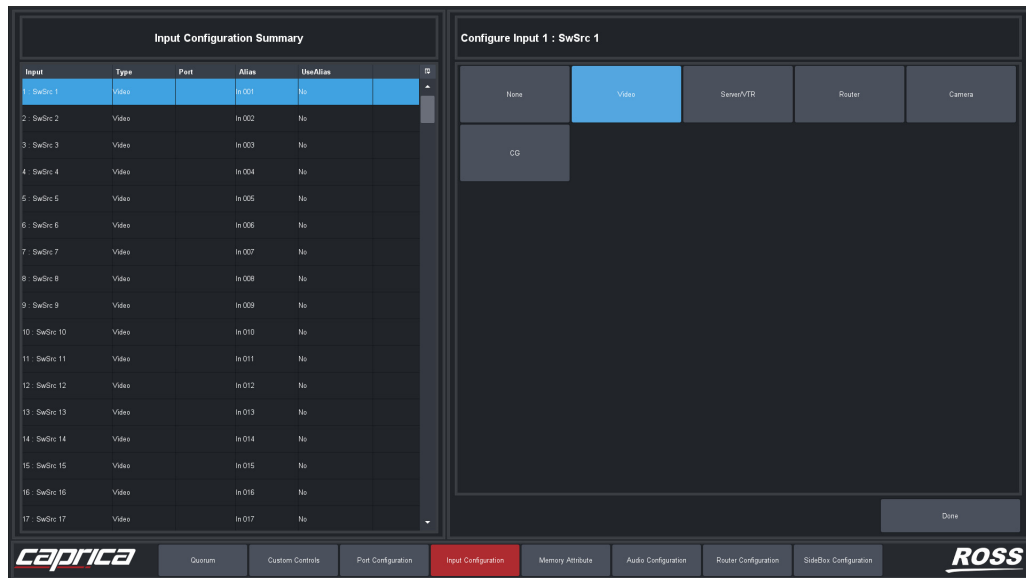 Input Configuration Summary
Input Type Port Alias UseAlias
1 : SwSrc 1 Video In 001 No
2 : SwSrc 2 Video In 002 No
3 : SwSrc 3 Video In 003 No
4 : SwSrc 4 Video In 004 No
5 : SwSrc 5 Video In 005 No
6 : SwSrc 6 Video In 006 No
7 : SwSrc 7 Video In 007 No
8 : SwSrc 8 Video In 008 No
9 : SwSrc 9 Video In 009 No
10 : SwSrc 10 Video In 010 No
11 : SwSrc 11 Video In 011 No
12 : SwSrc 12 Video In 012 No
13 : SwSrc 13 Video In 013 No
14 : SwSrc 14 Video In 014 No
15 : SwSrc 15 Video In 015 No
16 : SwSrc 16 Video In 016 No
17 : SwSrc 17 Video In 017 No
Configure Input 1 : SwSrc 1
None Video Server/VTR Router Camera
CG
Done
caprica Quorum Custom Controls Port Configuration Input Configuration Memory Attribute Audio Configuration Router Configuration SideBox Configuration ROSS